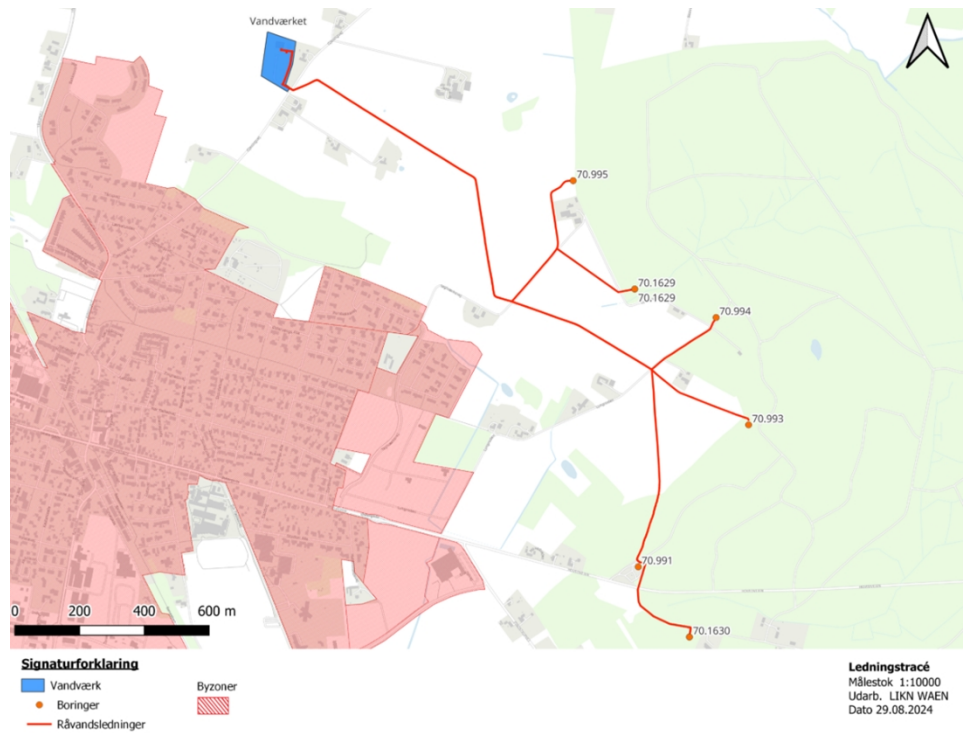 Vandværket
70.995
70.1629
70.1629
70.994
70.993
70.991
70.1630
0 200 400 600 m
Signaturforklaring
Vandværk
Boringer
Råvandsledninger
Byzoner
Ledningstracé
Målestok 1:10000
Udarb. LIKN WAEN
Dato 29.08.2024